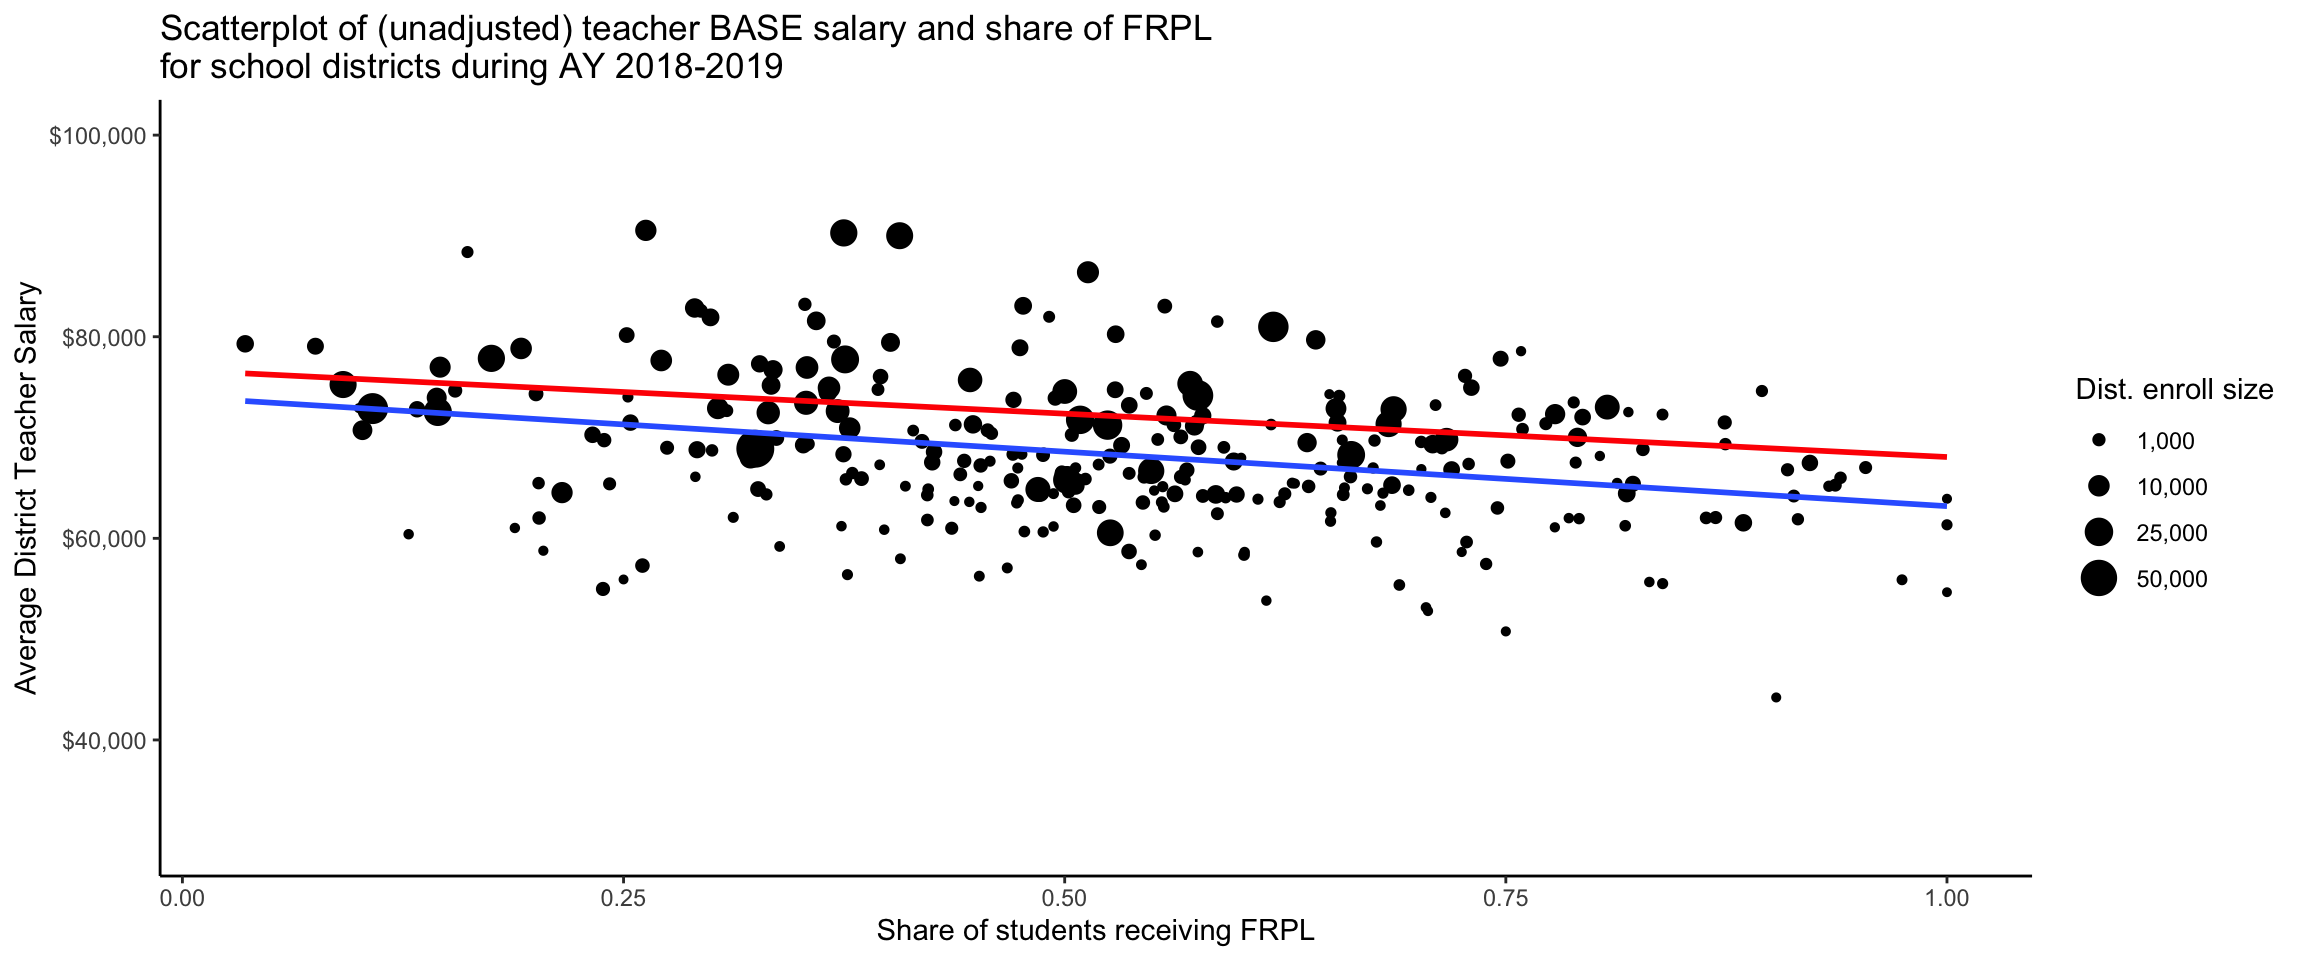 Scatterplot of (unadjusted) teacher BASE salary and share of FRPL
for school districts during AY 2018-2019
Average District Teacher Salary
$100,000
$80,000
$60,000
$40,000
0.00
0.25
0.50
0.75
1.00
Share of students receiving FRPL
Dist. enroll size
1,000
10,000
25,000
50,000